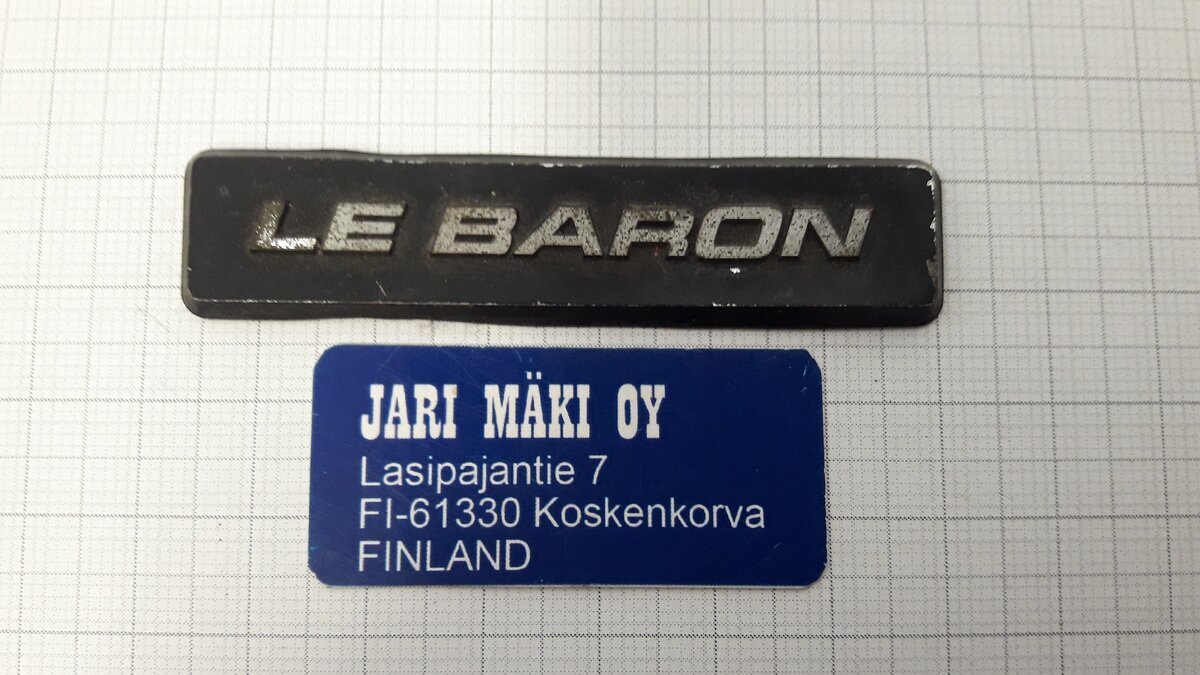 LE BARON
JARI MÄKI OY
Lasipajantie 7
FI-61330 Koskenkorva
FINLAND